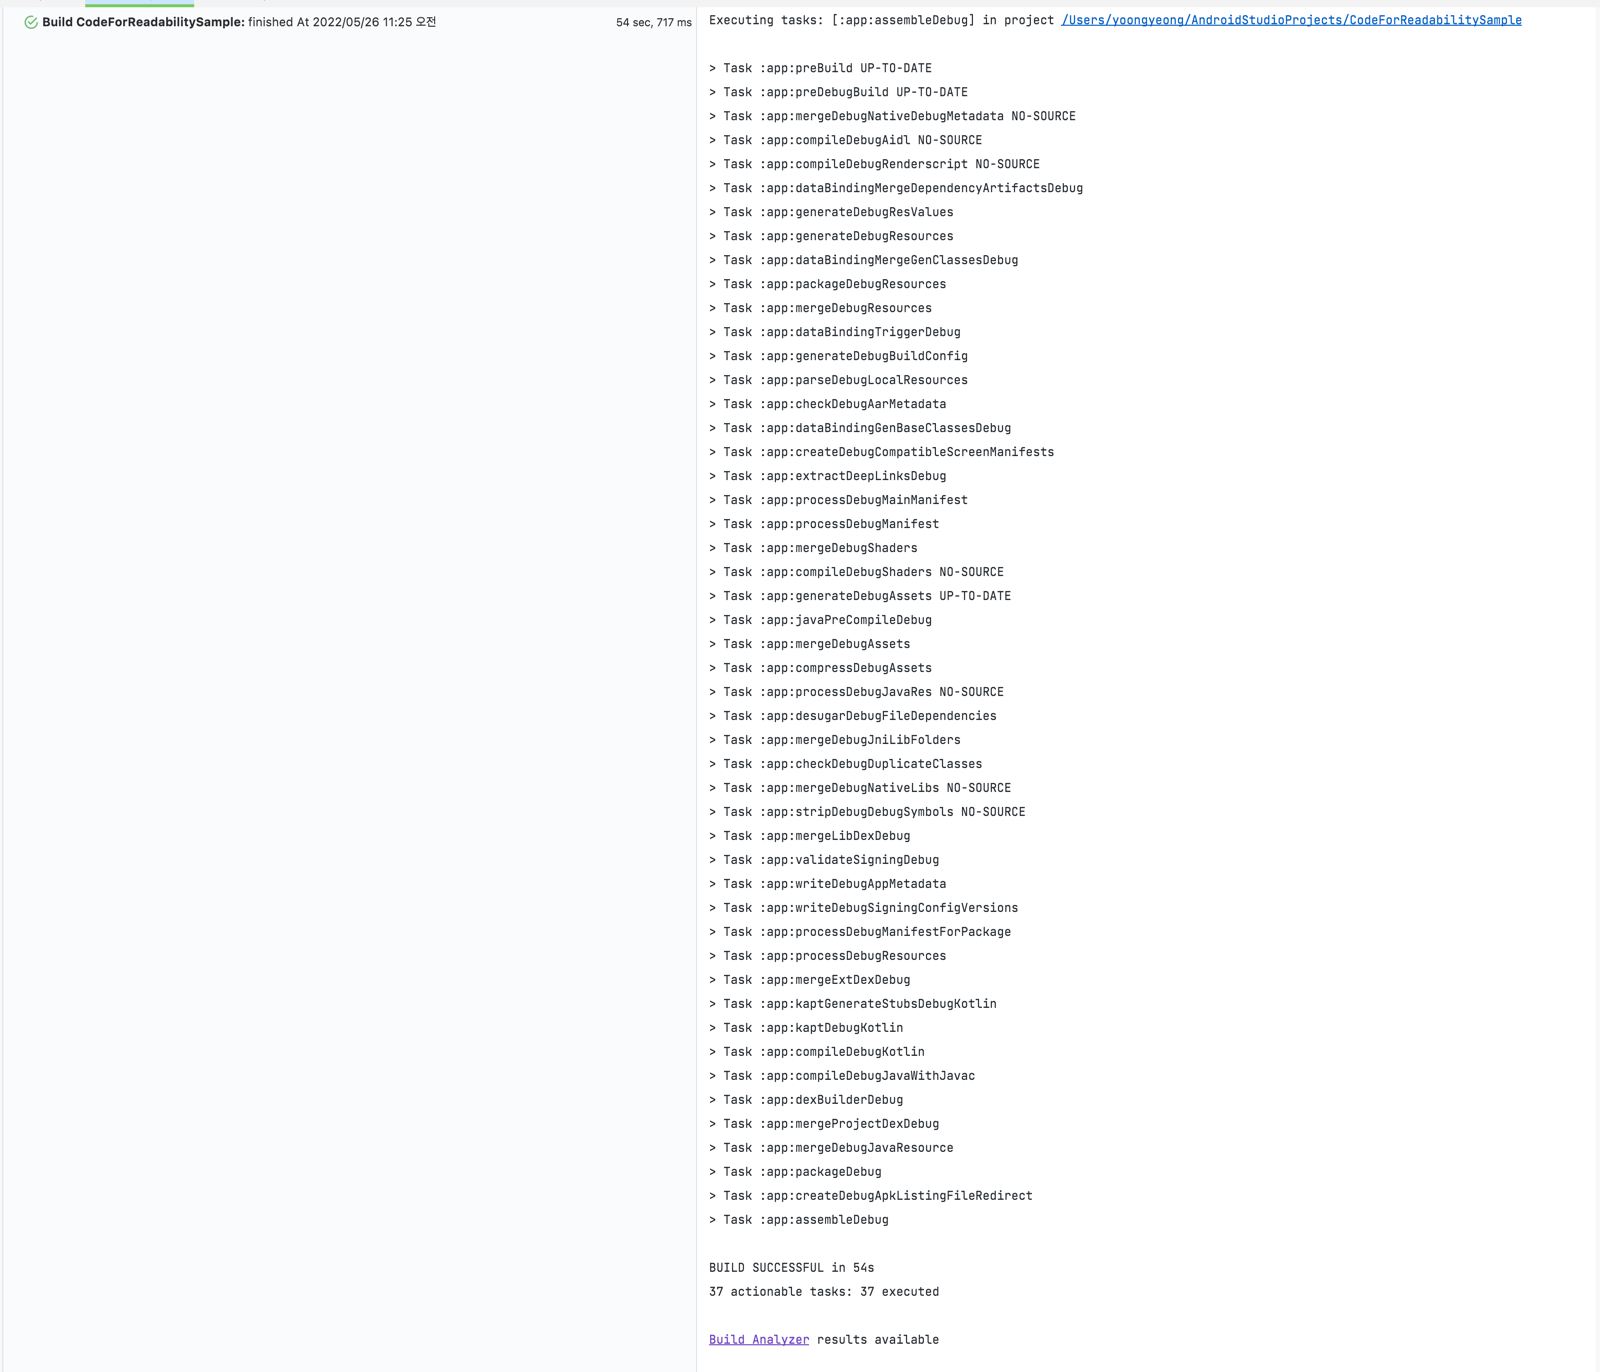 Build CodeForReadabilitySample: finished At 2022/05/26 11:25 오전 54 sec, 717 ms
Executing tasks: [:app:assembleDebug] in project /Users/yoongyeong/AndroidStudioProjects/CodeForReadabilitySample
> Task :app:preBuild UP-TO-DATE
> Task :app:preDebugBuild UP-TO-DATE
> Task :app:mergeDebugNativeDebugMetadata NO-SOURCE
> Task :app:compileDebugAidl NO-SOURCE
> Task :app:compileDebugRenderscript NO-SOURCE
> Task :app:dataBindingMergeDependencyArtifactsDebug
> Task :app:generateDebugResValues
> Task :app:generateDebugResources
> Task :app:dataBindingMergeGenClassesDebug
> Task :app:packageDebugResources
> Task :app:mergeDebugResources
> Task :app:dataBindingTriggerDebug
> Task :app:generateDebugBuildConfig
> Task :app:parseDebugLocalResources
> Task :app:checkDebugAarMetadata
> Task :app:dataBindingGenBaseClassesDebug
> Task :app:createDebugCompatibleScreenManifests
> Task :app:extractDeepLinksDebug
> Task :app:processDebugMainManifest
> Task :app:processDebugManifest
> Task :app:mergeDebugShaders
> Task :app:compileDebugShaders NO-SOURCE
> Task :app:generateDebugAssets UP-TO-DATE
> Task :app:javaPreCompileDebug
> Task :app:mergeDebugAssets
> Task :app:compressDebugAssets
> Task :app:processDebugJavaRes NO-SOURCE
> Task :app:desugarDebugFileDependencies
> Task :app:mergeDebugJniLibFolders
> Task :app:checkDebugDuplicateClasses
> Task :app:mergeDebugNativeLibs NO-SOURCE
> Task :app:stripDebugDebugSymbols NO-SOURCE
> Task :app:mergeLibDexDebug
> Task :app:validateSigningDebug
> Task :app:writeDebugAppMetadata
> Task :app:writeDebugSigningConfigVersions
> Task :app:processDebugManifestForPackage
> Task :app:processDebugResources
> Task :app:mergeExtDexDebug
> Task :app:kaptGenerateStubsDebugKotlin
> Task :app:kaptDebugKotlin
> Task :app:compileDebugKotlin
> Task :app:compileDebugJavaWithJavac
> Task :app:dexBuilderDebug
> Task :app:mergeProjectDexDebug
> Task :app:mergeDebugJavaResource
> Task :app:packageDebug
> Task :app:createDebugApkListingFileRedirect
> Task :app:assembleDebug
BUILD SUCCESSFUL in 54s
37 actionable tasks: 37 executed
Build Analyzer results available